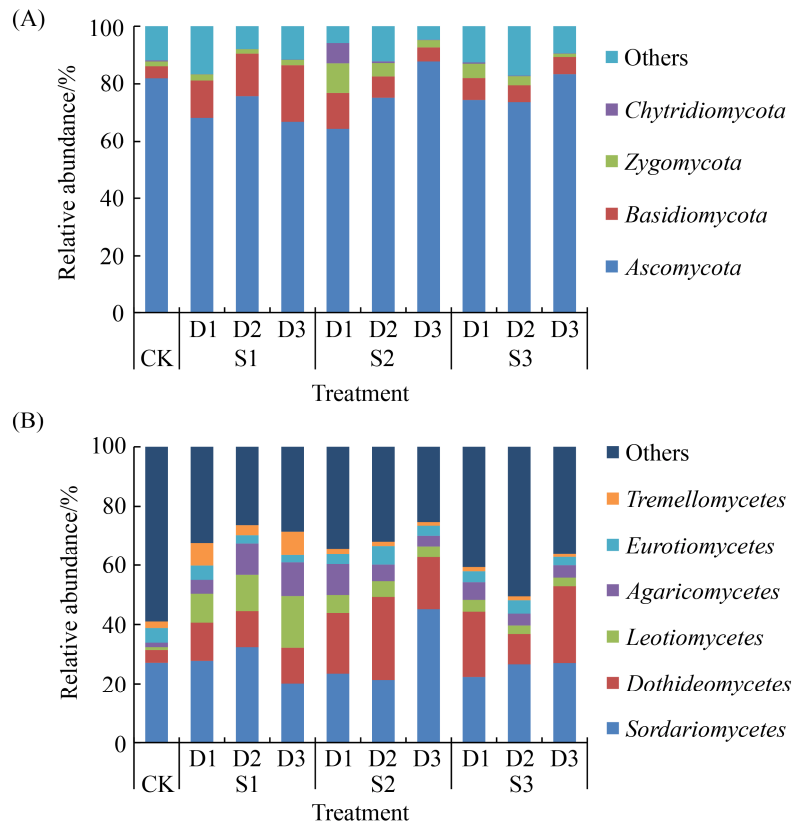 (A)
Relative abundance/%
100
80
60
40
20
0
D1 D2 D3 D1 D2 D3 D1 D2 D3
CK S1 S2 S3
Treatment
Others
Chytridiomycota
Zygomycota
Basidiomycota
Ascomycota
(B)
Relative abundance/%
100
80
60
40
20
0
D1 D2 D3 D1 D2 D3 D1 D2 D3
CK S1 S2 S3
Treatment
Others
Tremellomycetes
Eurotiomycetes
Agaricomycetes
Leotiomycetes
Dothideomycetes
Sordariomycetes